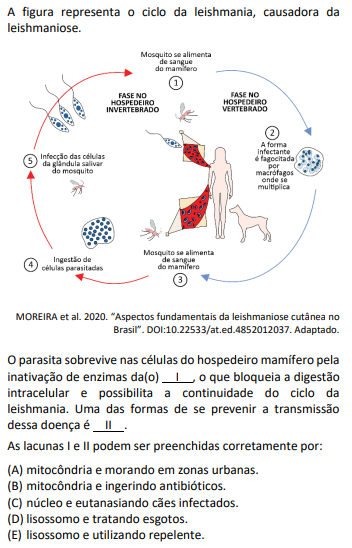 A figura representa o ciclo da leishmania, causadora da
leishmaniose.
Mosquito se alimenta
de sangue
do mamífero
1
FASE NO
HOSPEDEIRO
INVERTEBRADO
FASE NO
HOSPEDEIRO
VERTEBRADO
2
A forma
infectante
é fagocitada
por
macrófagos
onde se
multiplica
5
Infecção das células
da glândula salivar
do mosquito
4
Ingestão de
células parasitadas
Mosquito se alimenta
de sangue
do mamífero
3
MOREIRA et al. 2020. “Aspectos fundamentais da leishmaniose cutânea no
Brasil”. DOI:10.22533/at.ed.4852012037. Adaptado.
O parasita sobrevive nas células do hospedeiro mamífero pela
inativação de enzimas da(o) __I__, o que bloqueia a digestão
intracelular e possibilita a continuidade do ciclo da
leishmania. Uma das formas de se prevenir a transmissão
dessa doença é __II__.
As lacunas I e II podem ser preenchidas corretamente por:
(A) mitocôndria e morando em zonas urbanas.
(B) mitocôndria e ingerindo antibióticos.
(C) núcleo e eutanasiando cães infectados.
(D) lisossomo e tratando esgotos.
(E) lisossomo e utilizando repelente.